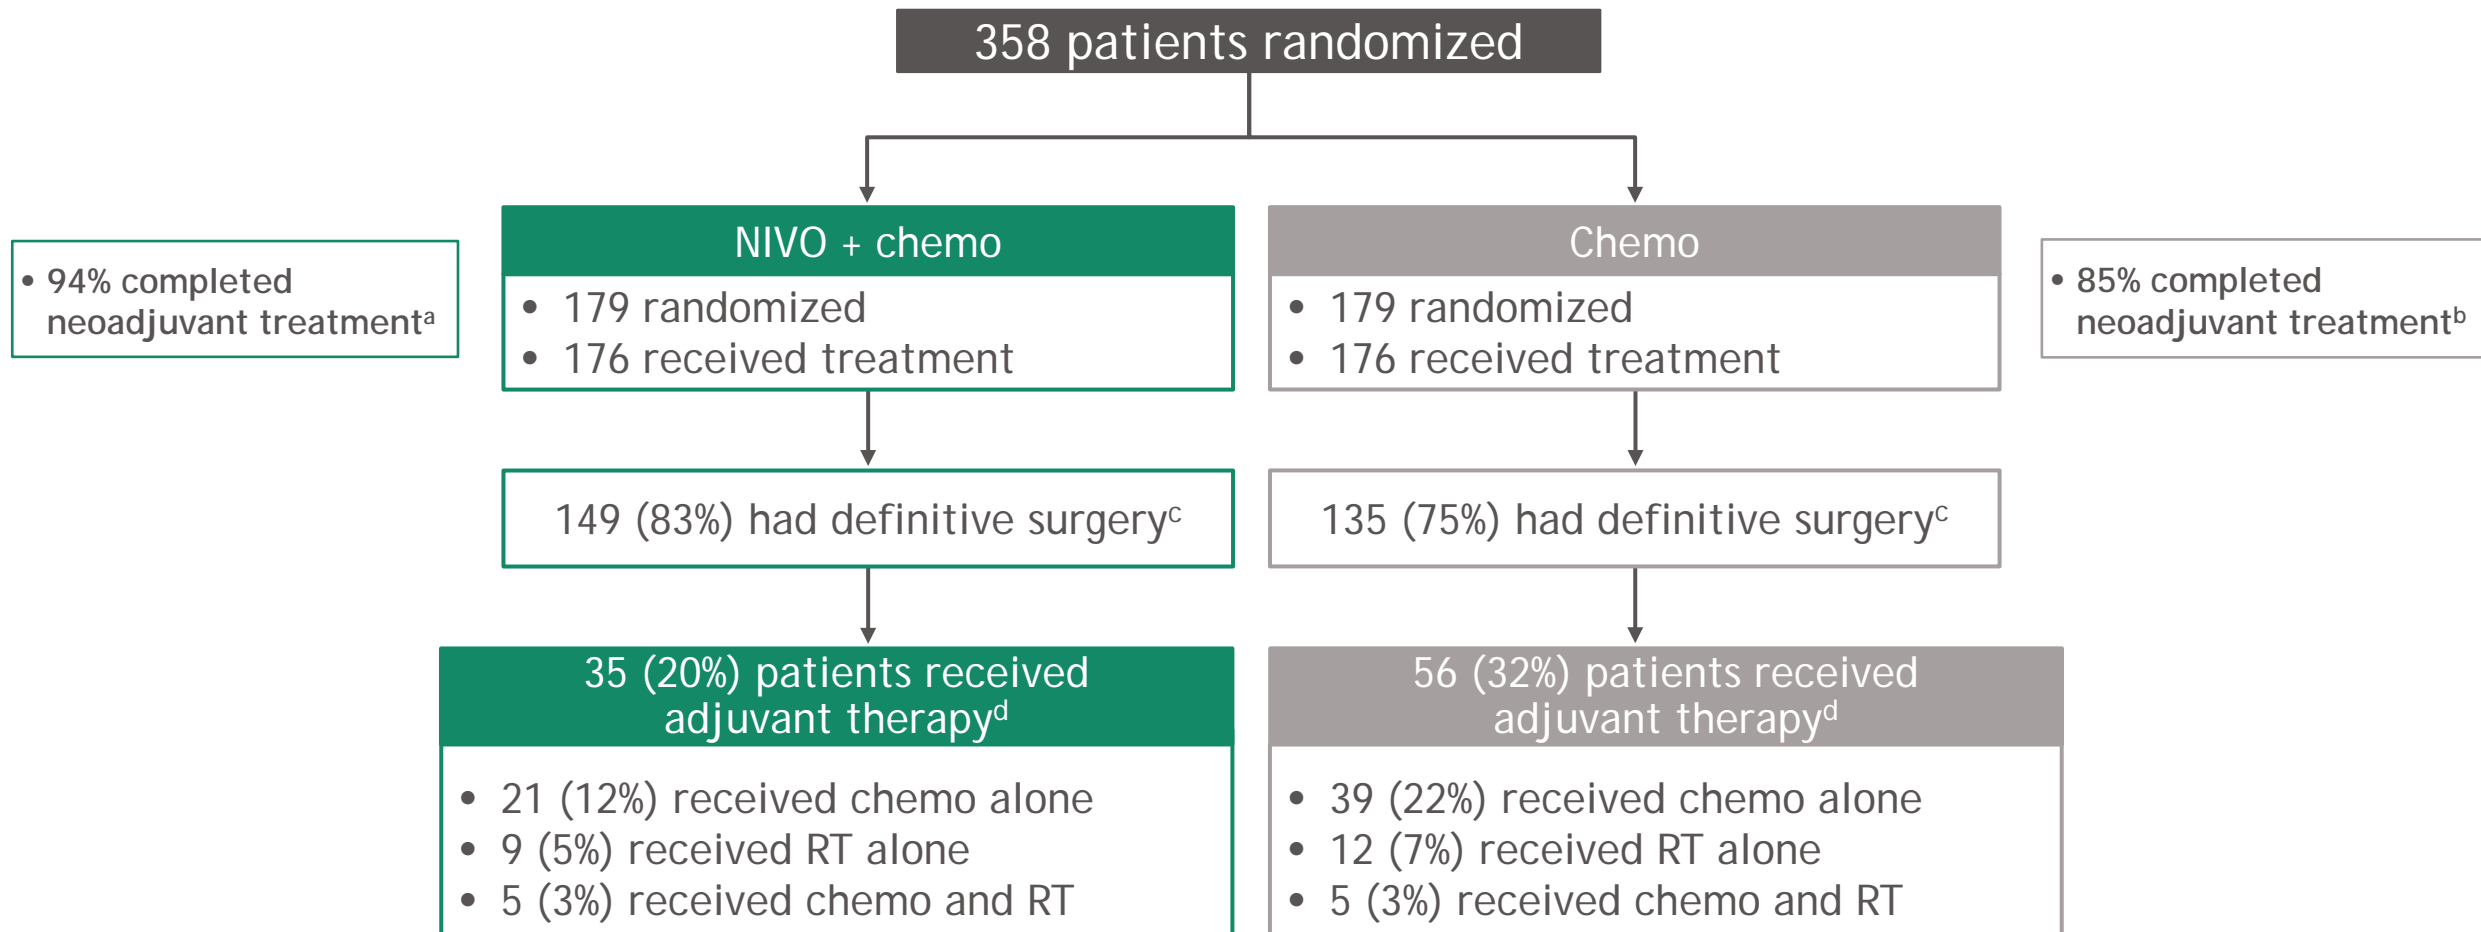 358 patients randomized
NIVO + chemo
• 179 randomized
• 176 received treatment
Chemo
• 179 randomized
• 176 received treatment
• 94% completed
neoadjuvant treatmentᵃ
• 85% completed
neoadjuvant treatmentᵇ
149 (83%) had definitive surgeryᶜ
135 (75%) had definitive surgeryᶜ
35 (20%) patients received
adjuvant therapyᵈ
• 21 (12%) received chemo alone
• 9 (5%) received RT alone
• 5 (3%) received chemo and RT
56 (32%) patients received
adjuvant therapyᵈ
• 39 (22%) received chemo alone
• 12 (7%) received RT alone
• 5 (3%) received chemo and RT